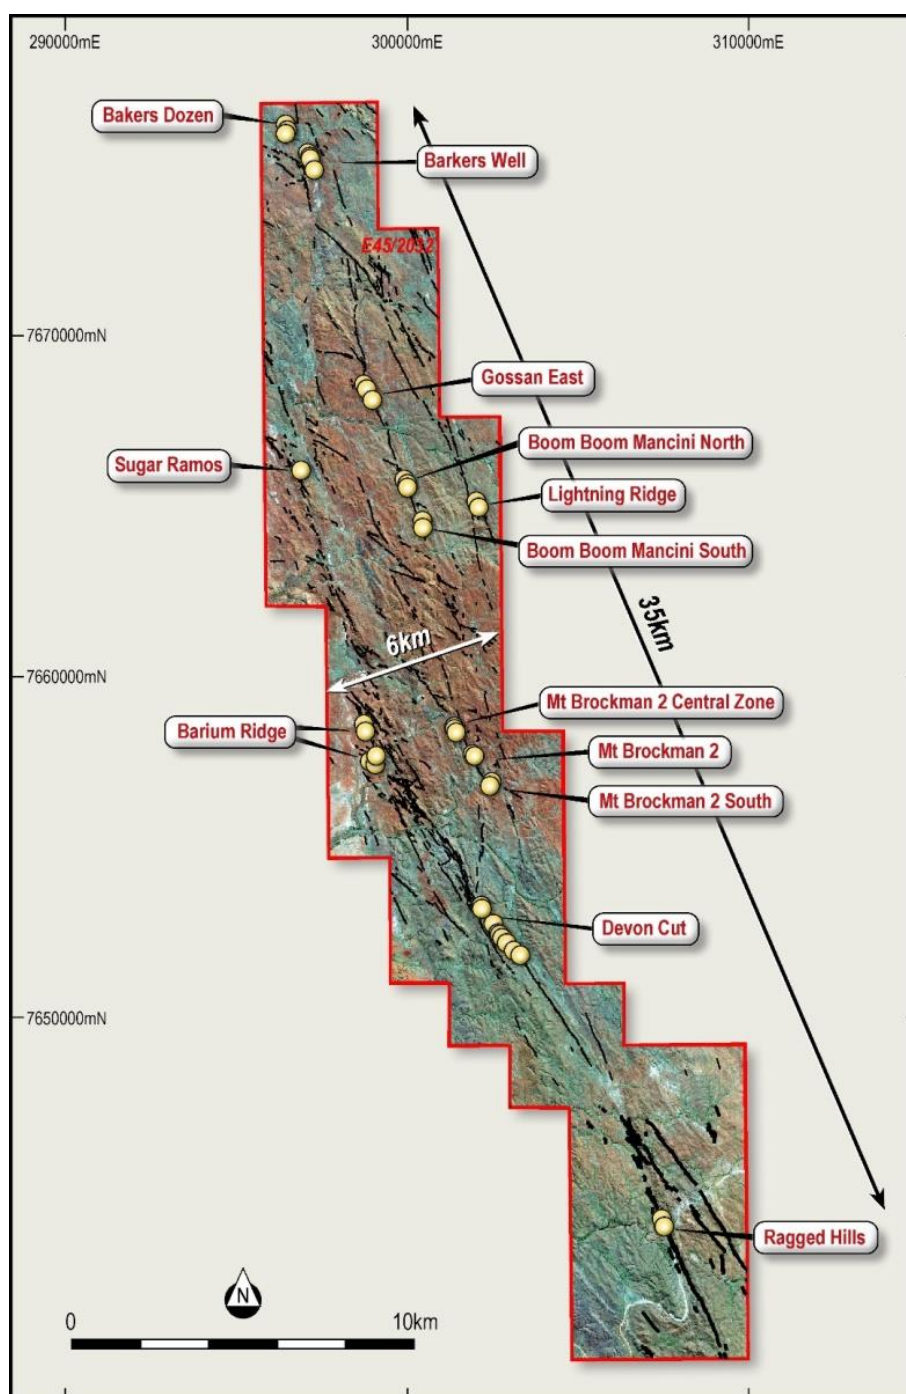 290000mE
300000mE
310000mE
Bakers Dozen
Barkers Well
E45/2032
7670000mN
Gossan East
Boom Boom Mancini North
Sugar Ramos
Lightning Ridge
Boom Boom Mancini South
35km
6km
7660000mN
Mt Brockman 2 Central Zone
Barium Ridge
Mt Brockman 2
Mt Brockman 2 South
Devon Cut
7650000mN
Ragged Hills
N
0
10km